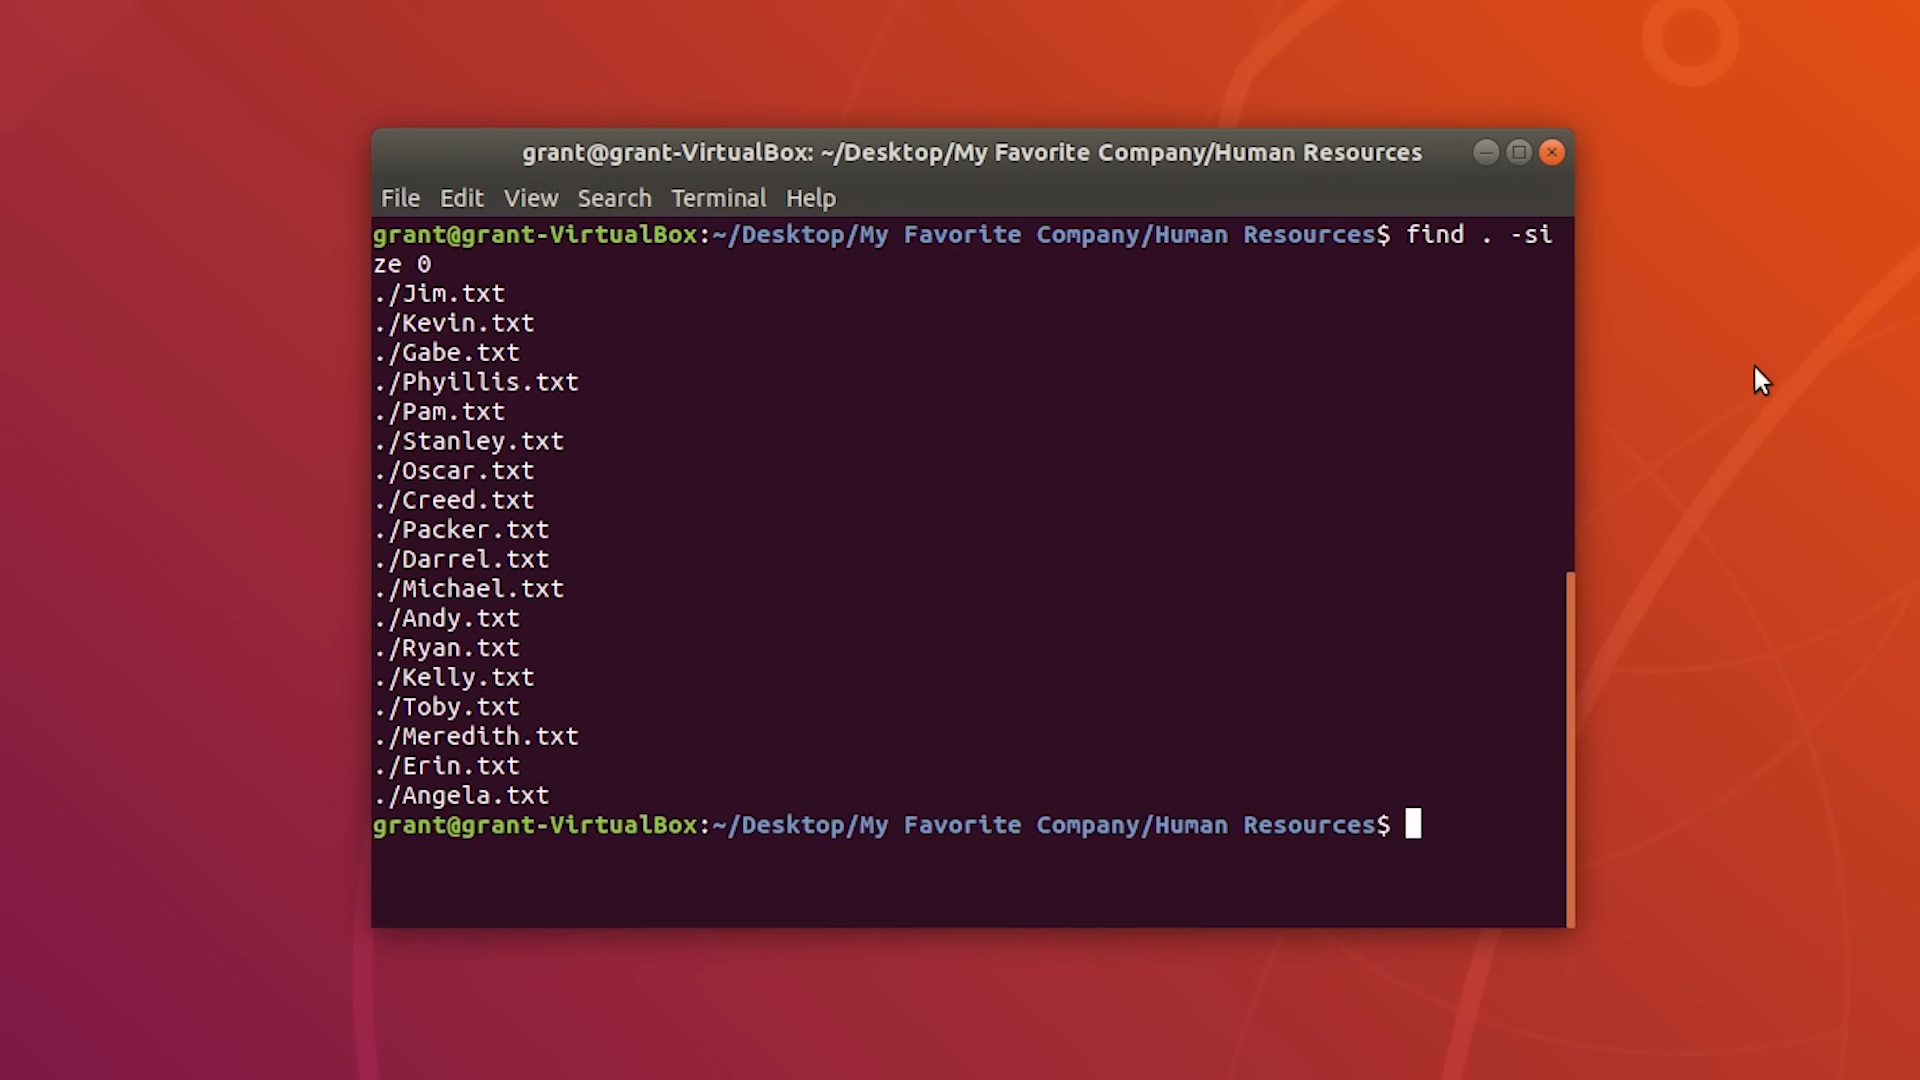 grant@grant-VirtualBox: ~/Desktop/My Favorite Company/Human Resources
File Edit View Search Terminal Help
grant@grant-VirtualBox:~/Desktop/My Favorite Company/Human Resources$ find . -si
ze 0
./Jim.txt
./Kevin.txt
./Gabe.txt
./Phyillis.txt
./Pam.txt
./Stanley.txt
./Oscar.txt
./Creed.txt
./Packer.txt
./Darrel.txt
./Michael.txt
./Andy.txt
./Ryan.txt
./Kelly.txt
./Toby.txt
./Meredith.txt
./Erin.txt
./Angela.txt
grant@grant-VirtualBox:~/Desktop/My Favorite Company/Human Resources$